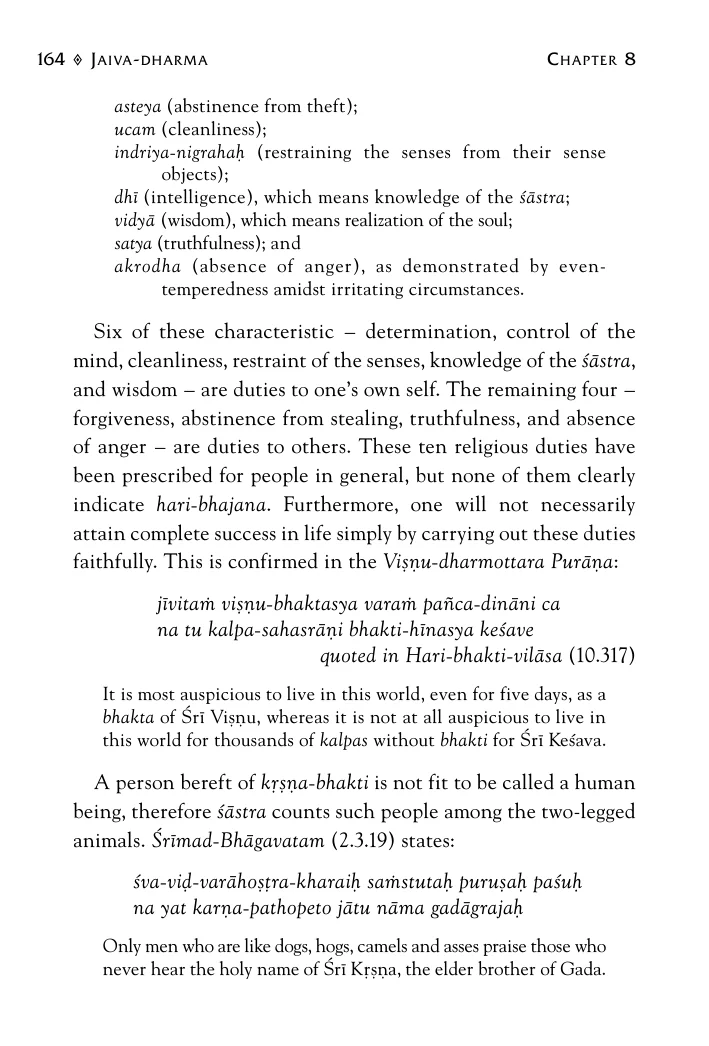 164 ◊ Jaiva-dharma Chapter 8
asteya (abstinence from theft);
ucam (cleanliness);
indriya-nigrahaḥ (restraining the senses from their sense
objects);
dhī (intelligence), which means knowledge of the śāstra;
vidyā (wisdom), which means realization of the soul;
satya (truthfulness); and
akrodha (absence of anger), as demonstrated by even-
temperedness amidst irritating circumstances.
Six of these characteristic – determination, control of the
mind, cleanliness, restraint of the senses, knowledge of the śāstra,
and wisdom – are duties to one’s own self. The remaining four –
forgiveness, abstinence from stealing, truthfulness, and absence
of anger – are duties to others. These ten religious duties have
been prescribed for people in general, but none of them clearly
indicate hari-bhajana. Furthermore, one will not necessarily
attain complete success in life simply by carrying out these duties
faithfully. This is confirmed in the Viṣṇu-dharmottara Purāṇa:
jīvitaṁ viṣṇu-bhaktasya varaṁ pañca-dināni ca
na tu kalpa-sahasrāṇi bhakti-hīnasya keśave
quoted in Hari-bhakti-vilāsa (10.317)
It is most auspicious to live in this world, even for five days, as a
bhakta of Śrī Viṣṇu, whereas it is not at all auspicious to live in
this world for thousands of kalpas without bhakti for Śrī Keśava.
A person bereft of kṛṣṇa-bhakti is not fit to be called a human
being, therefore śāstra counts such people among the two-legged
animals. Śrīmad-Bhāgavatam (2.3.19) states:
śva-viḍ-varāhoṣṭra-kharaiḥ saṁstutaḥ puruṣaḥ paśuḥ
na yat karṇa-pathopeto jātu nāma gadāgrajaḥ
Only men who are like dogs, hogs, camels and asses praise those who
never hear the holy name of Śrī Kṛṣṇa, the elder brother of Gada.